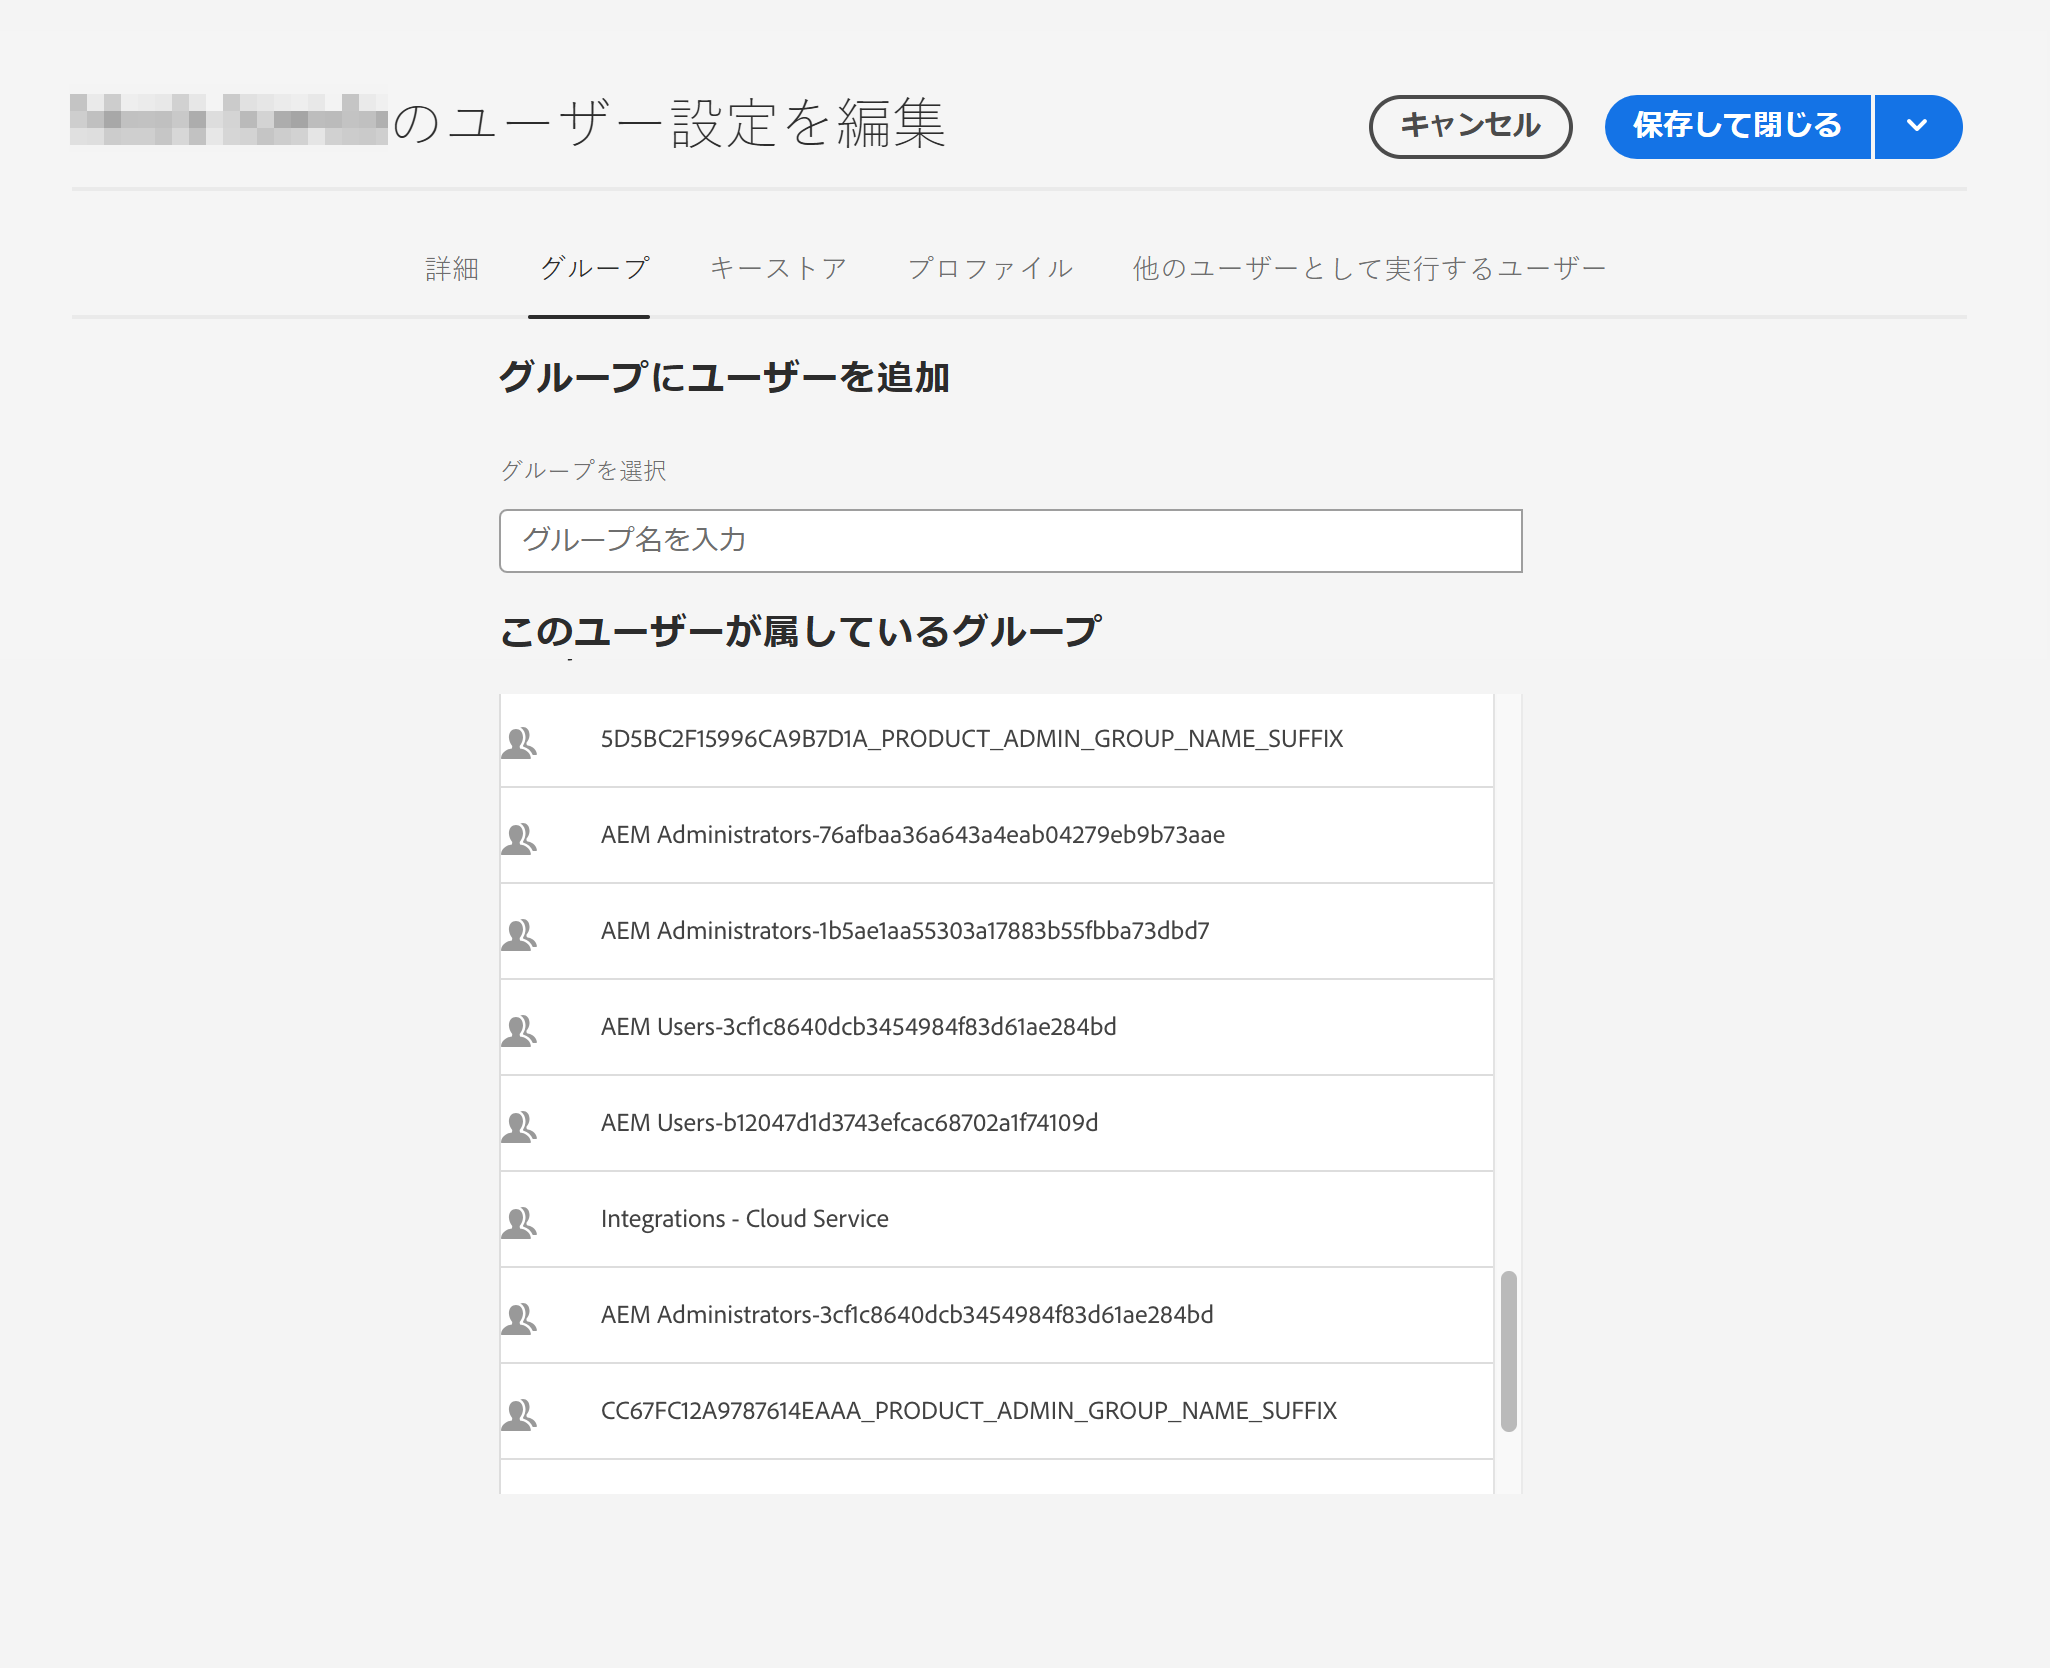 のユーザー設定を編集
キャンセル
保存して閉じる
詳細 グループ キーストア プロファイル 他のユーザーとして実行するユーザー
グループにユーザーを追加
グループを選択
グループ名を入力
このユーザーが属しているグループ
5D5BC2F15996CA9B7D1A_PRODUCT_ADMIN_GROUP_NAME_SUFFIX
AEM Administrators-76afbaa36a643a4eab04279eb9b73aae
AEM Administrators-1b5ae1aa55303a17883b55fbba73dbd7
AEM Users-3cf1c8640dcb3454984f83d61ae284bd
AEM Users-b12047d1d3743efcac68702a1f74109d
Integrations - Cloud Service
AEM Administrators-3cf1c8640dcb3454984f83d61ae284bd
CC67FC12A9787614EAAA_PRODUCT_ADMIN_GROUP_NAME_SUFFIX